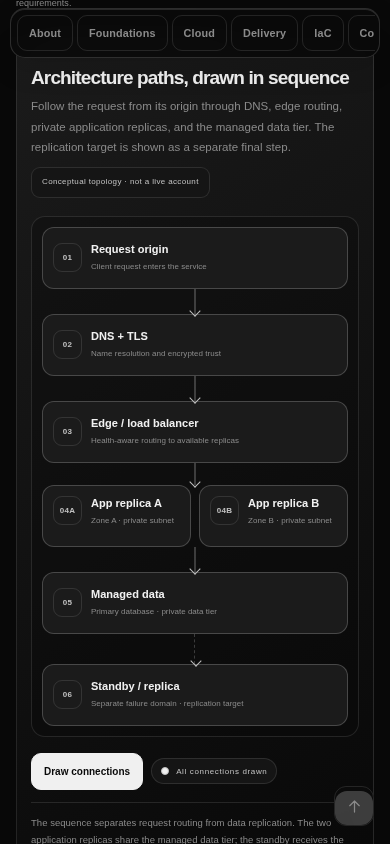 requirements.
About Foundations Cloud Delivery IaC Co
Architecture paths, drawn in sequence
Follow the request from its origin through DNS, edge routing,
private application replicas, and the managed data tier. The
replication target is shown as a separate final step.
Conceptual topology · not a live account
01 Request origin
Client request enters the service
02 DNS + TLS
Name resolution and encrypted trust
03 Edge / load balancer
Health-aware routing to available replicas
04A App replica A
Zone A · private subnet
04B App replica B
Zone B · private subnet
05 Managed data
Primary database · private data tier
06 Standby / replica
Separate failure domain · replication target
Draw connections
All connections drawn
The sequence separates request routing from data replication. The two
application replicas share the managed data tier; the standby receives the